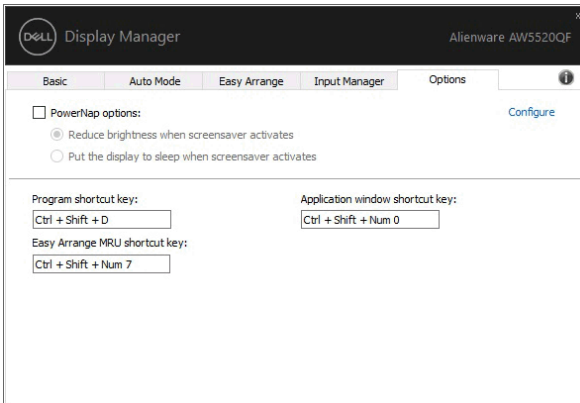 DELL Display Manager
Alienware AW5520QF
Basic Auto Mode Easy Arrange Input Manager Options
PowerNap options: Configure
Reduce brightness when screensaver activates
Put the display to sleep when screensaver activates
Program shortcut key: Application window shortcut key:
Ctrl + Shift + D Ctrl + Shift + Num 0
Easy Arrange MRU shortcut key:
Ctrl + Shift + Num 7